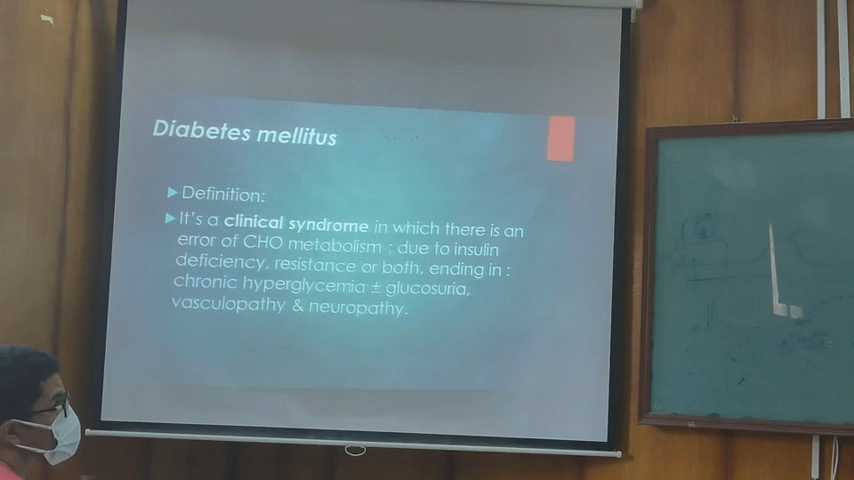 Diabetes mellitus
Definition:
It's a clinical syndrome in which there is an
error of CHO metabolism ; due to insulin
deficiency, resistance or both, ending in :
chronic hyperglycemia ± glucosuria,
vasculopathy & neuropathy.